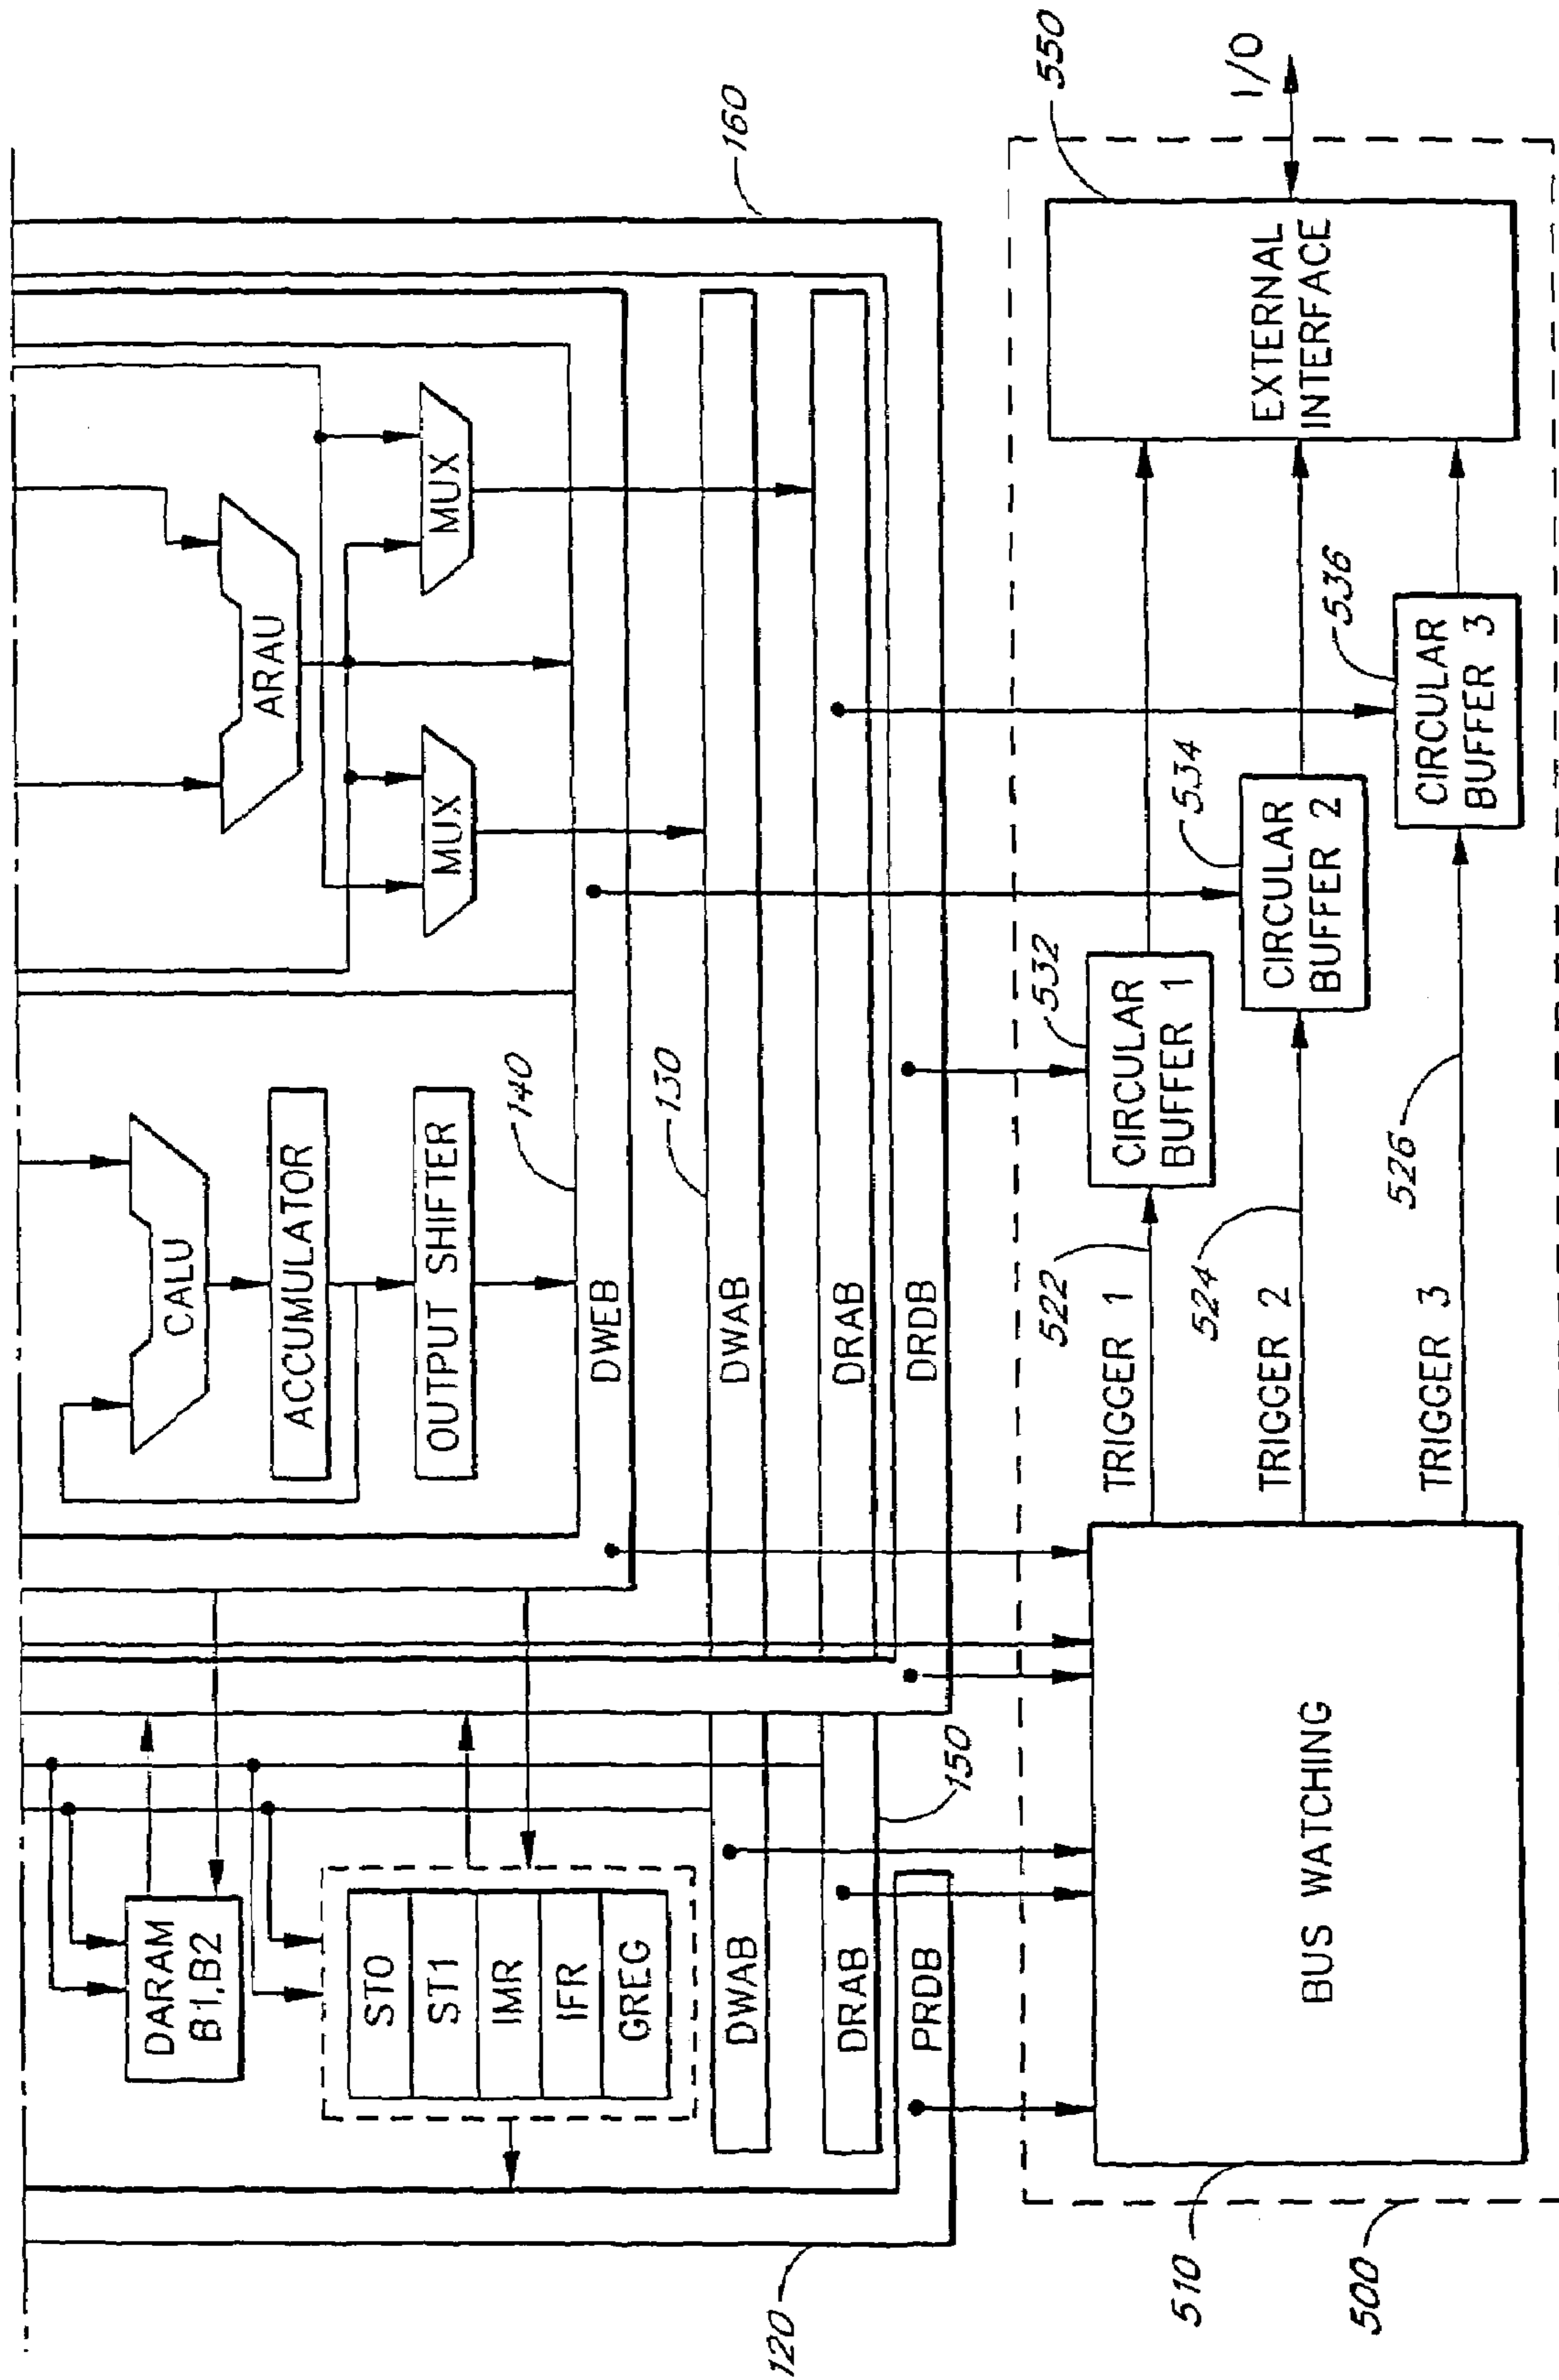 DARAM
B1,B2
ST0
ST1
IMR
IFR
GREG
CALU
ACCUMULATOR
OUTPUT SHIFTER
ARAU
MUX
MUX
140
DWEB
130
DWAB
DWAB
DRAB
DRAB
150
PRDB
DRDB
120
160
BUS WATCHING
510
500
TRIGGER 1
522
TRIGGER 2
524
TRIGGER 3
526
CIRCULAR
BUFFER 1
532
CIRCULAR
BUFFER 2
534
CIRCULAR
BUFFER 3
536
EXTERNAL
INTERFACE
550
I/O